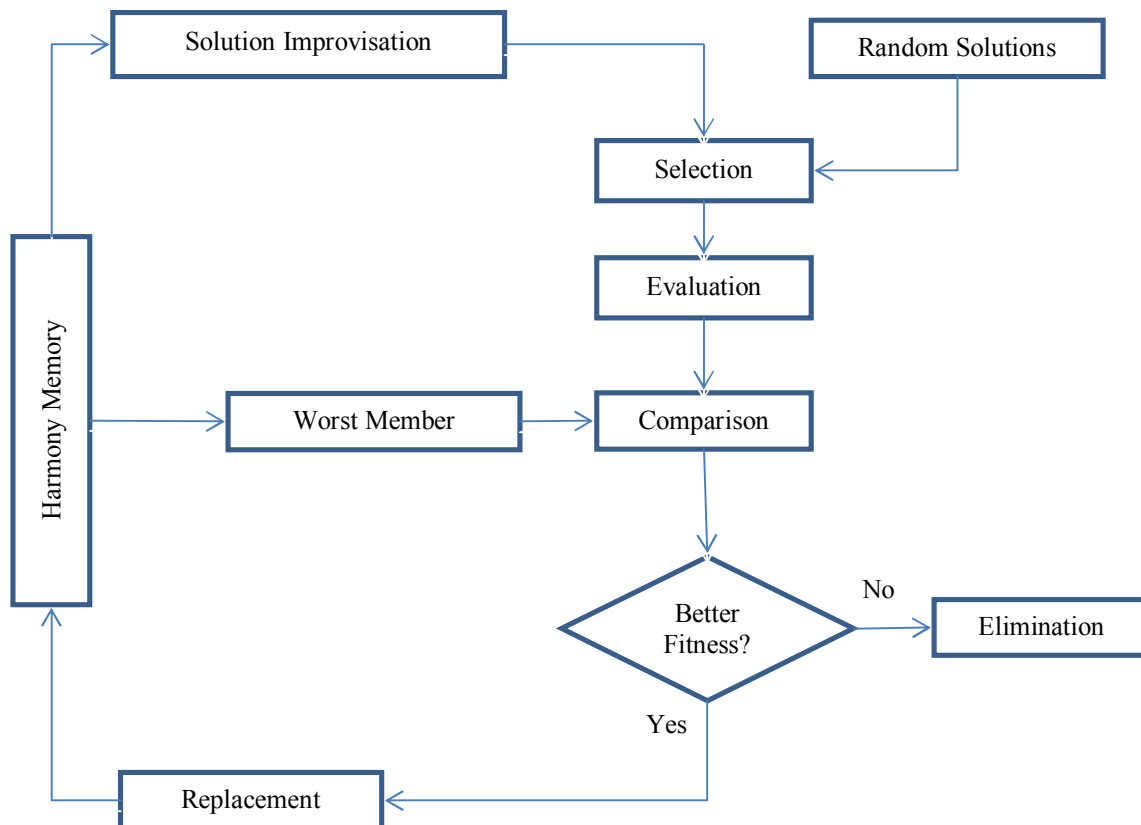 Solution Improvisation
Random Solutions
Selection
Evaluation
Harmony Memory
Worst Member
Comparison
Better
Fitness?
No
Elimination
Yes
Replacement